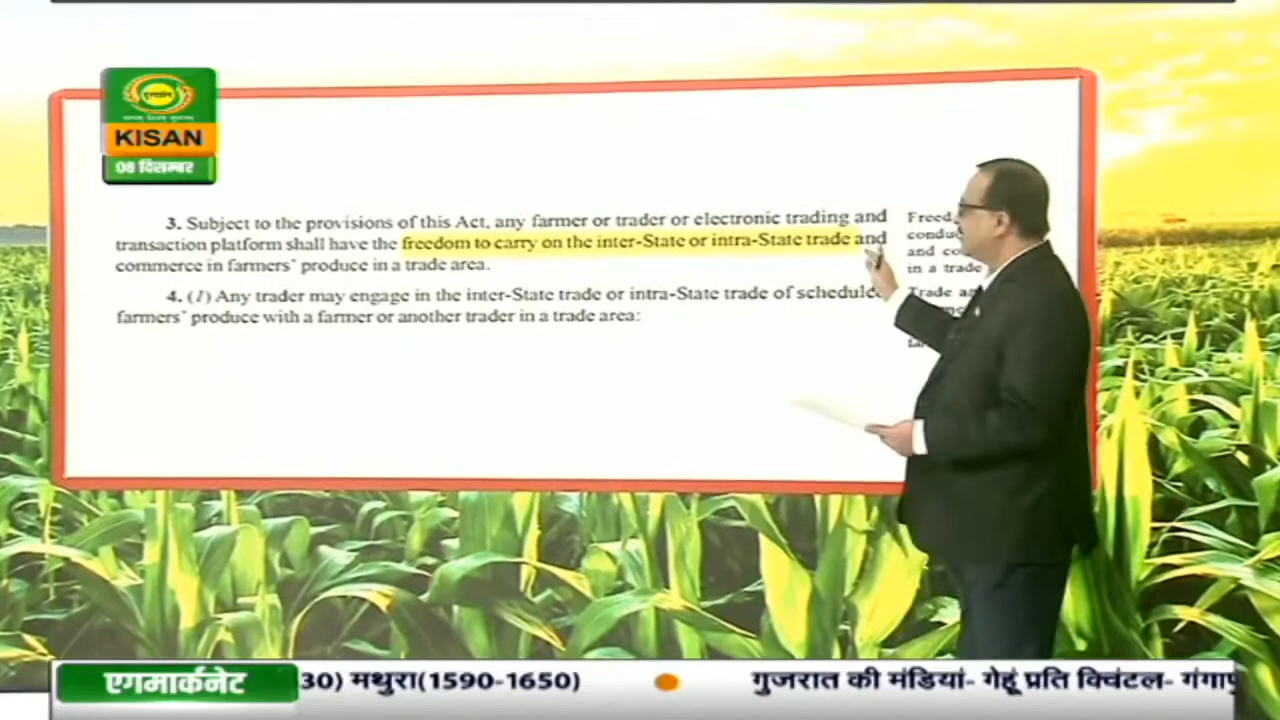 दूरदर्शन
KISAN
08 दिसम्बर
3. Subject to the provisions of this Act, any farmer or trader or electronic trading and
transaction platform shall have the freedom to carry on the inter-State or intra-State trade and
commerce in farmers' produce in a trade area.
4. (1) Any trader may engage in the inter-State trade or intra-State trade of
farmers' produce with a farmer or another trader in a trade area:
and
in a trade
Trade
एगमार्कनेट
30) मथुरा(1590-1650)
गुजरात की मंडियां- गेहूं प्रति क्विंटल-